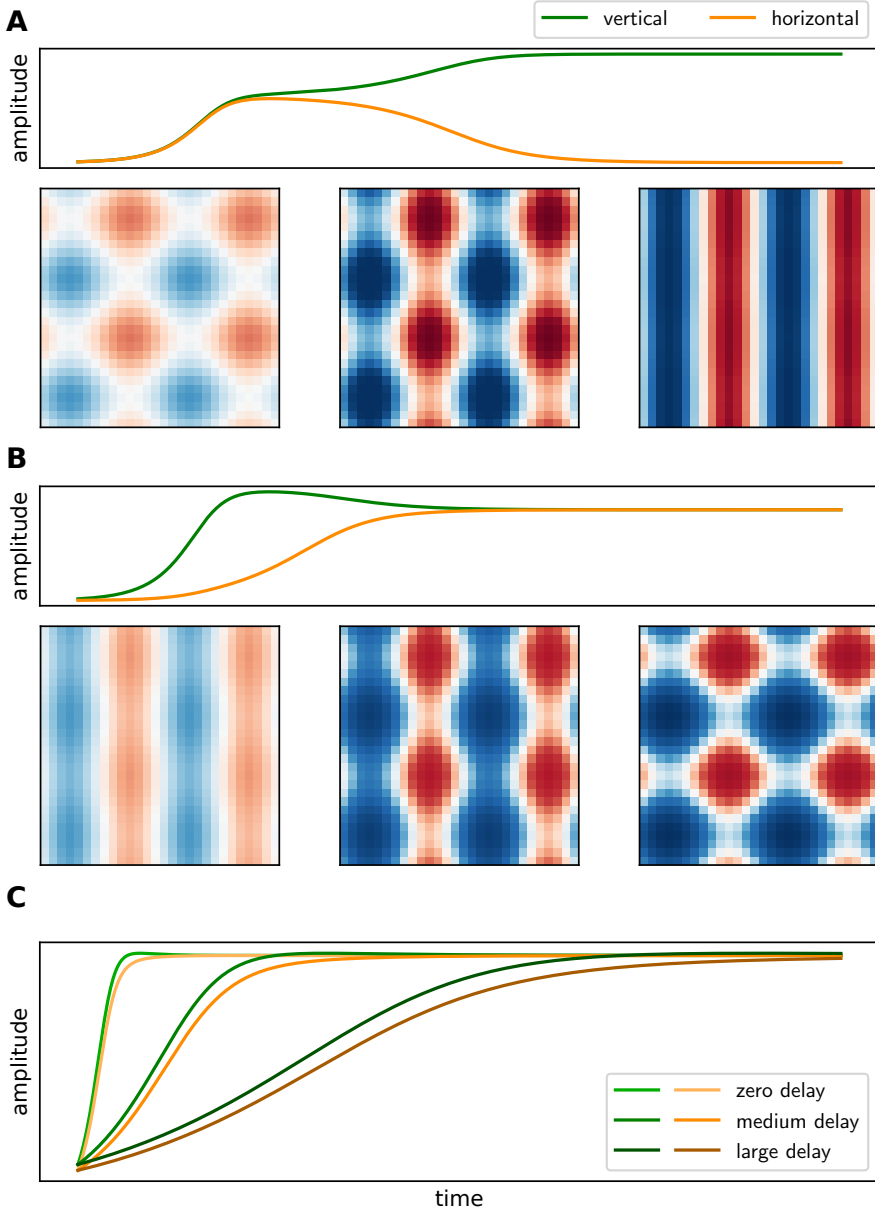 A
vertical horizontal
amplitude
B
amplitude
C
amplitude
zero delay
medium delay
large delay
time